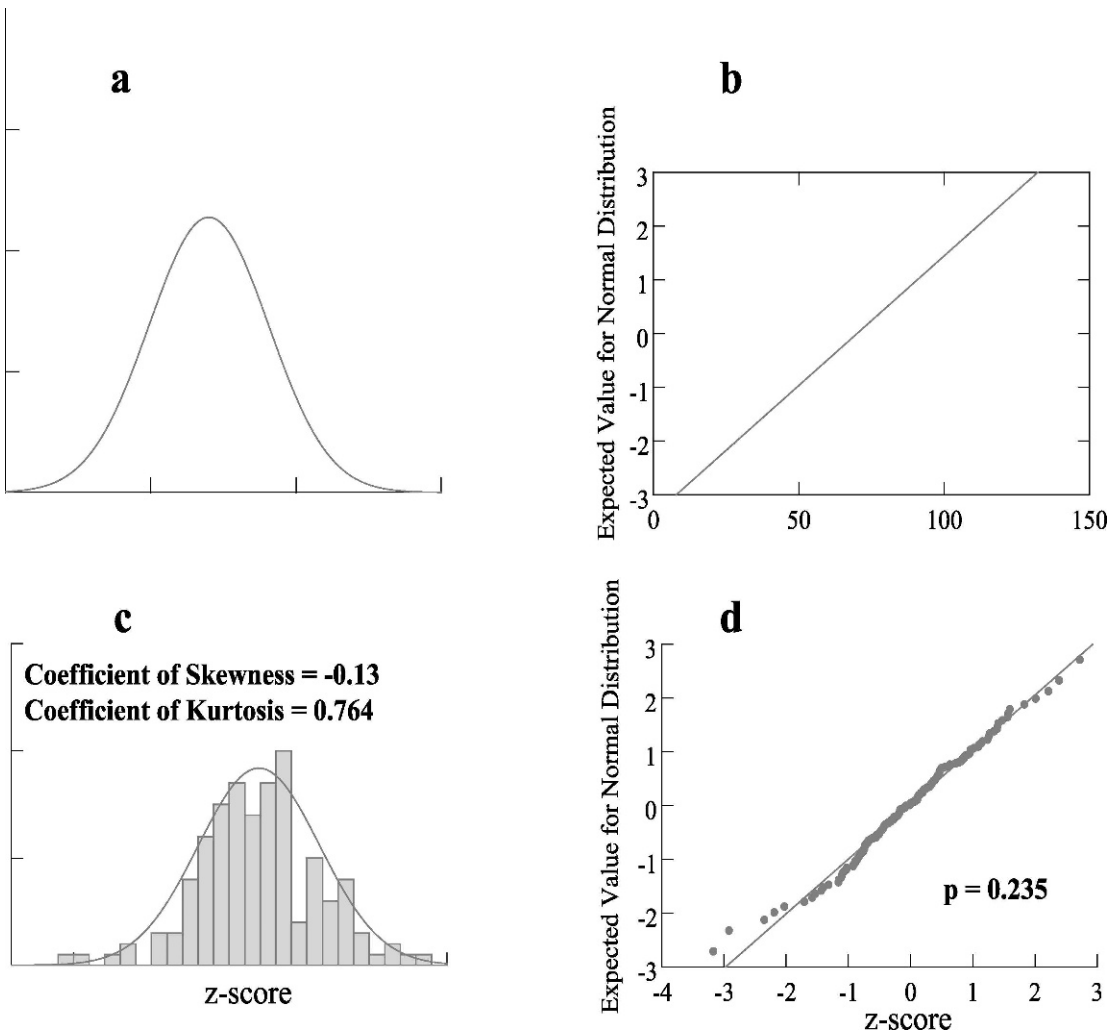 a
b
Expected Value for Normal Distribution
3
2
1
0
-1
-2
-3
0
50
100
150
c
Coefficient of Skewness = -0.13
Coefficient of Kurtosis = 0.764
z-score
d
Expected Value for Normal Distribution
3
2
1
0
-1
-2
-3
p = 0.235
-4
-3
-2
-1
0
1
2
3
z-score